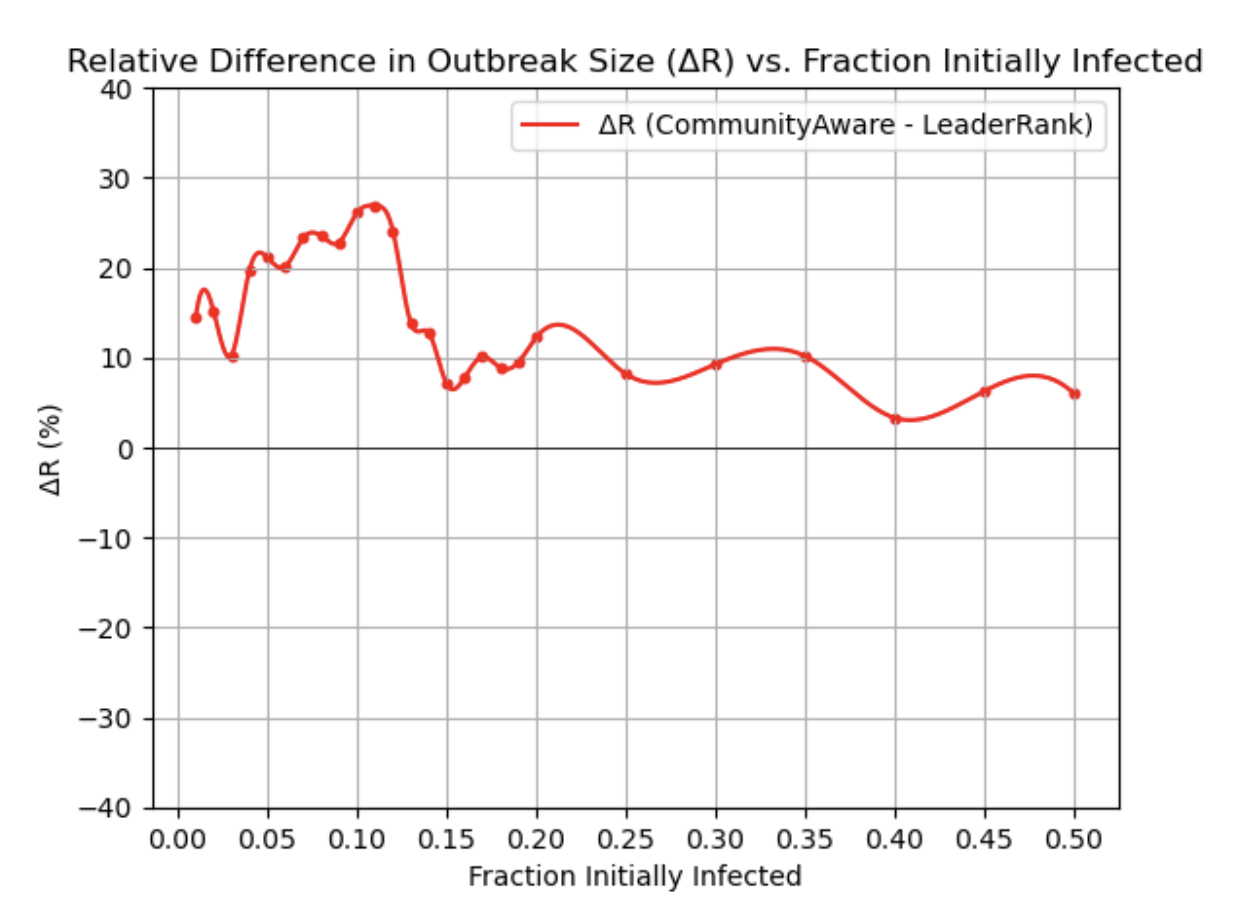 Relative Difference in Outbreak Size (ΔR) vs. Fraction Initially Infected
ΔR (CommunityAware - LeaderRank)
ΔR (%)
40
30
20
10
0
−10
−20
−30
−40
0.00 0.05 0.10 0.15 0.20 0.25 0.30 0.35 0.40 0.45 0.50
Fraction Initially Infected